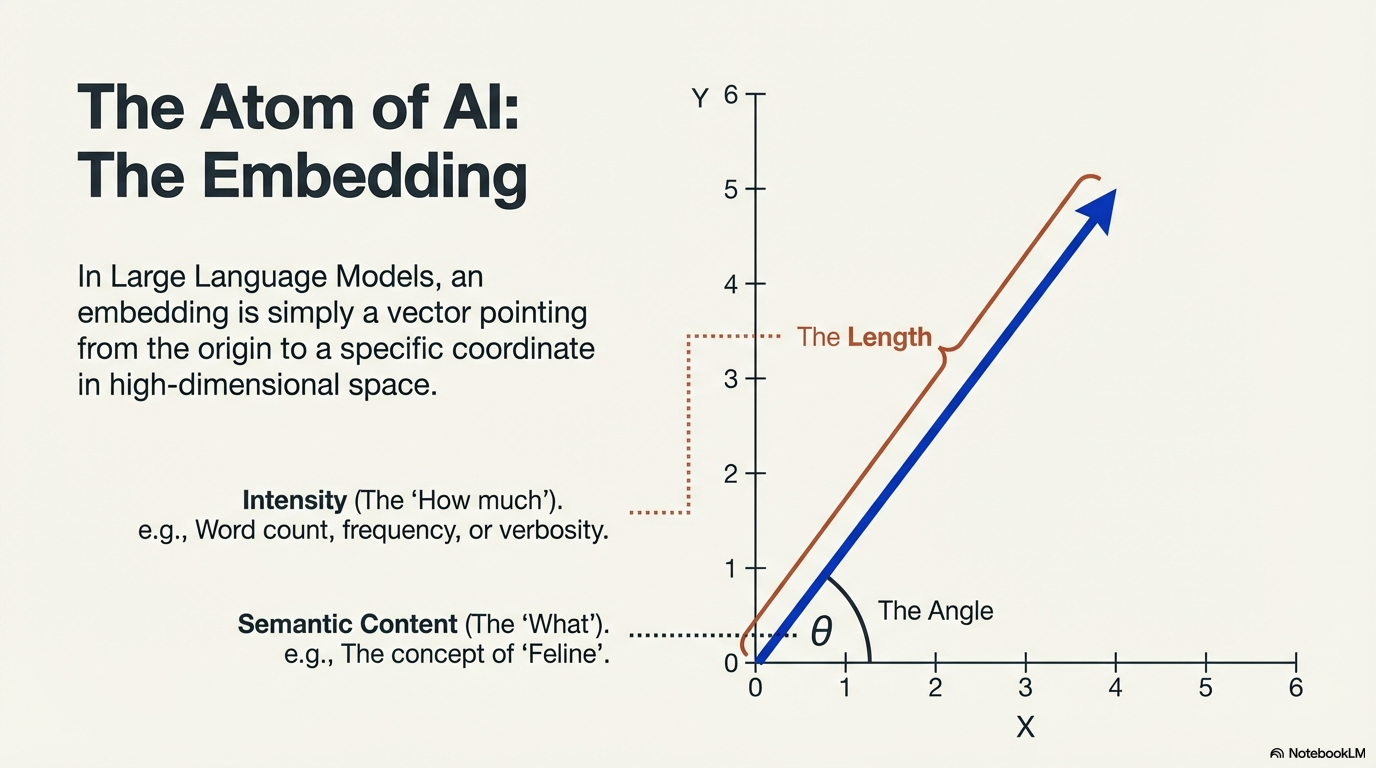 The Atom of AI:
The Embedding
In Large Language Models, an
embedding is simply a vector pointing
from the origin to a specific coordinate
in high-dimensional space.
Intensity (The ‘How much’).
e.g., Word count, frequency, or verbosity.
Semantic Content (The ‘What’).
e.g., The concept of ‘Feline’.
Y
6
5
4
3
2
1
0
The Length
θ
The Angle
0 1 2 3 4 5 6
X
NotebookLM